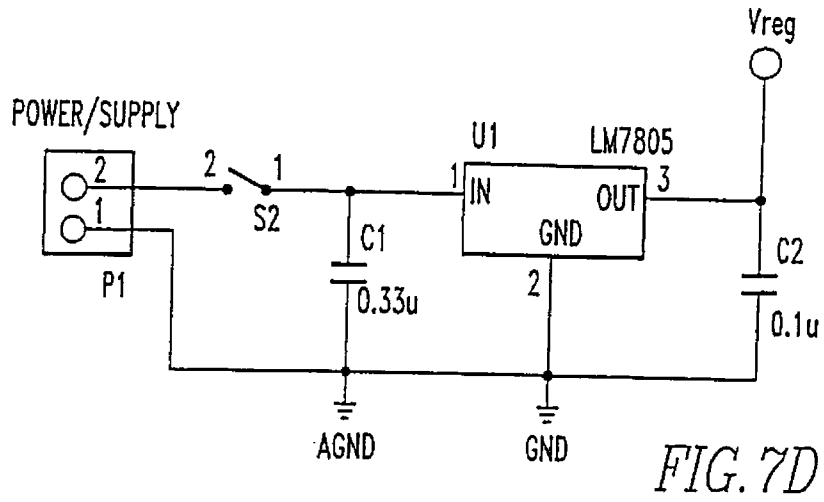 Vreg
POWER/SUPPLY
U1
LM7805
2
2
1
1
IN
OUT
3
1
S2
GND
C1
C2
P1
2
0.33u
0.1u
AGND
GND
FIG. 7D